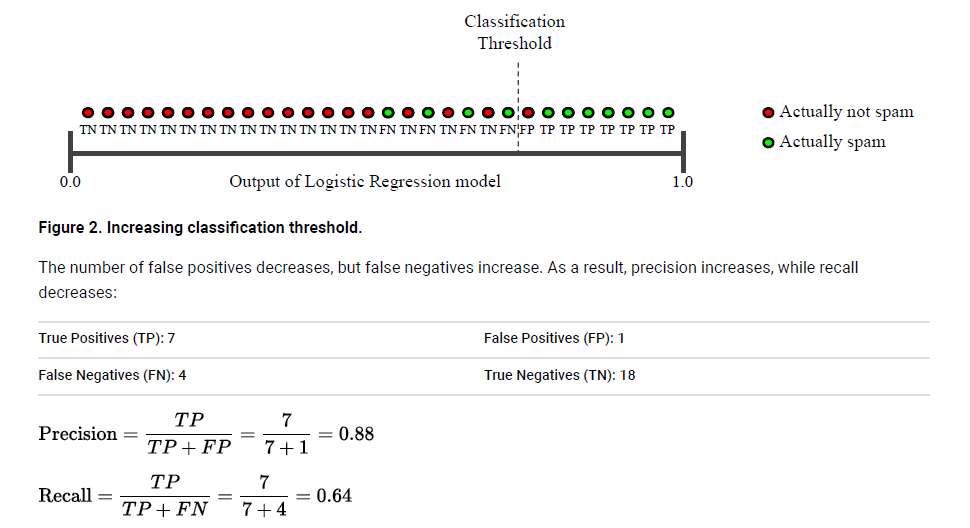 Classification
Threshold
TN TN TN TN TN TN TN TN TN TN TN TN TN TN TN FN TN FN TN FN TN FN FP TP TP TP TP TP TP TP
Actually not spam
Actually spam
0.0
Output of Logistic Regression model
1.0
Figure 2. Increasing classification threshold.
The number of false positives decreases, but false negatives increase. As a result, precision increases, while recall
decreases:
True Positives (TP): 7
False Positives (FP): 1
False Negatives (FN): 4
True Negatives (TN): 18
Precision = TP / (TP + FP) = 7 / (7 + 1) = 0.88
Recall = TP / (TP + FN) = 7 / (7 + 4) = 0.64